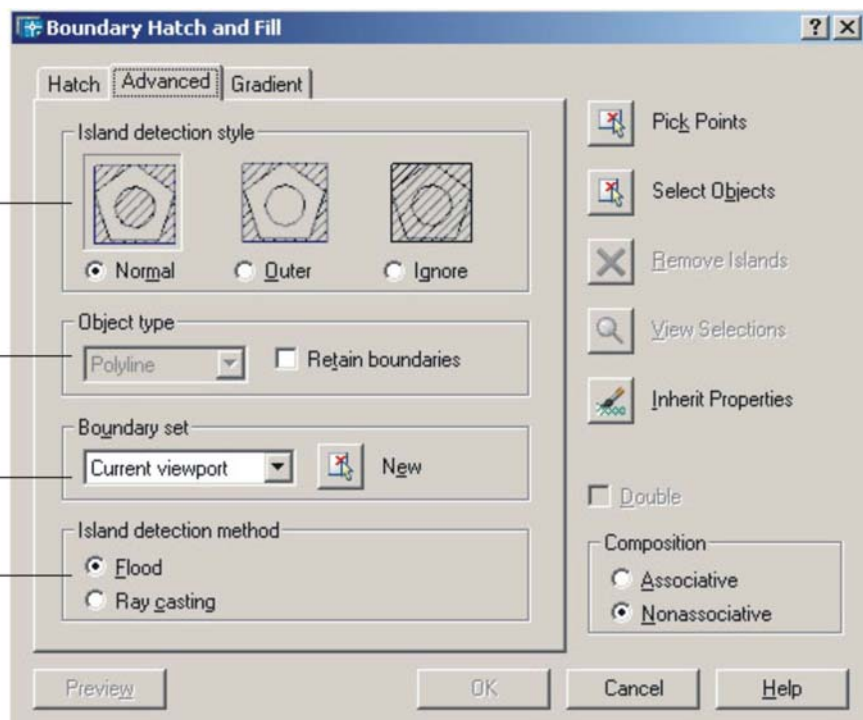 Boundary Hatch and Fill
Hatch Advanced Gradient
Island detection style
Normal Outer Ignore
Object type
Polyline Retain boundaries
Boundary set
Current viewport New
Island detection method
Flood
Ray casting
Pick Points
Select Objects
Remove Islands
View Selections
Inherit Properties
Double
Composition
Associative
Nonassociative
Preview OK Cancel Help